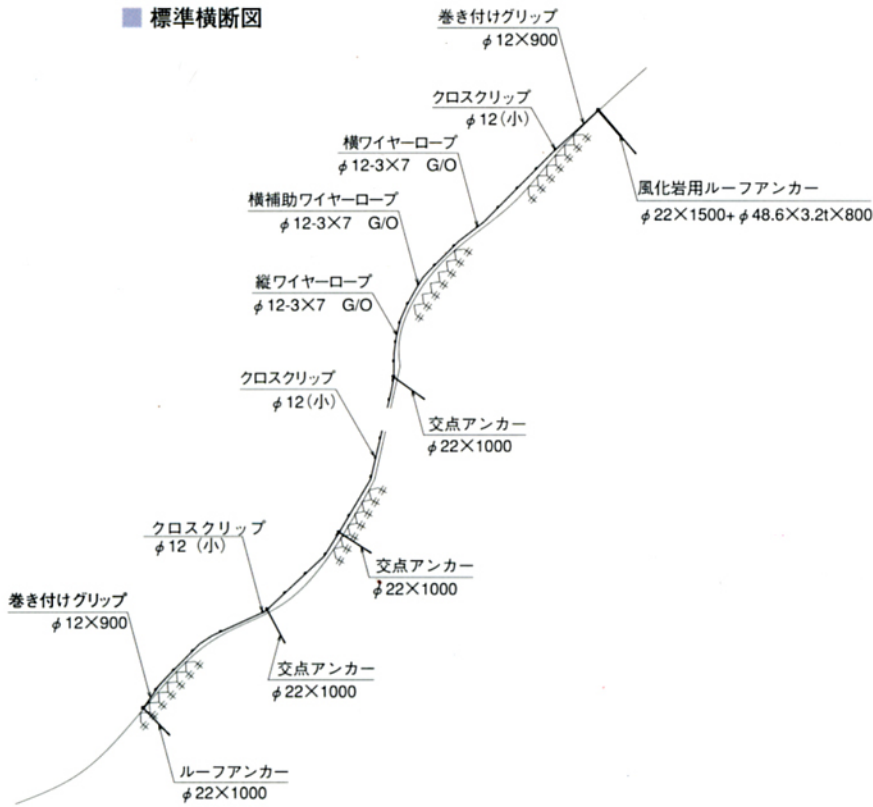 標準横断図
巻き付けグリップ
φ12×900
クロスクリップ
φ12(小)
横ワイヤーロープ
φ12-3×7 G/O
風化岩用ルーフアンカー
φ22×1500+φ48.6×3.2t×800
横補助ワイヤーロープ
φ12-3×7 G/O
縦ワイヤーロープ
φ12-3×7 G/O
クロスクリップ
φ12(小)
交点アンカー
φ22×1000
クロスクリップ
φ12(小)
交点アンカー
φ22×1000
巻き付けグリップ
φ12×900
交点アンカー
φ22×1000
ルーフアンカー
φ22×1000